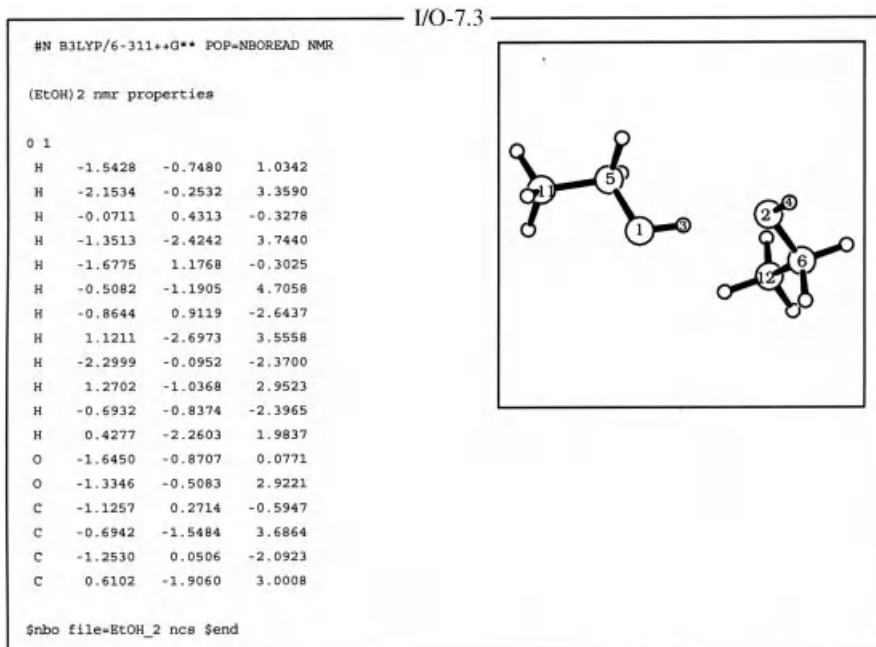 I/O-7.3
#N B3LYP/6-311++G** POP=NBOREAD NMR
(EtOH)2 nmr properties
0 1
H -1.5428 -0.7480 1.0342
H -2.1534 -0.2532 3.3590
H -0.0711 0.4313 -0.3278
H -1.3513 -2.4242 3.7440
H -1.6775 1.1768 -0.3025
H -0.5082 -1.1905 4.7058
H -0.8644 0.9119 -2.6437
H 1.1211 -2.6973 3.5558
H -2.2999 -0.0952 -2.3700
H 1.2702 -1.0368 2.9523
H -0.6932 -0.8374 -2.3965
H 0.4277 -2.2603 1.9837
O -1.6450 -0.8707 0.0771
O -1.3346 -0.5083 2.9221
C -1.1257 0.2714 -0.5947
C -0.6942 -1.5484 3.6864
C -1.2530 0.0506 -2.0923
C 0.6102 -1.9060 3.0008
$nbo file=EtOH_2 ncs $end
5
11
1
3
2
4
6
12